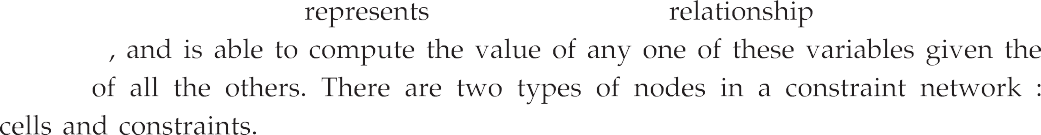 represents relationship
, and is able to compute the value of any one of these variables given the
of all the others. There are two types of nodes in a constraint network :
cells and constraints.